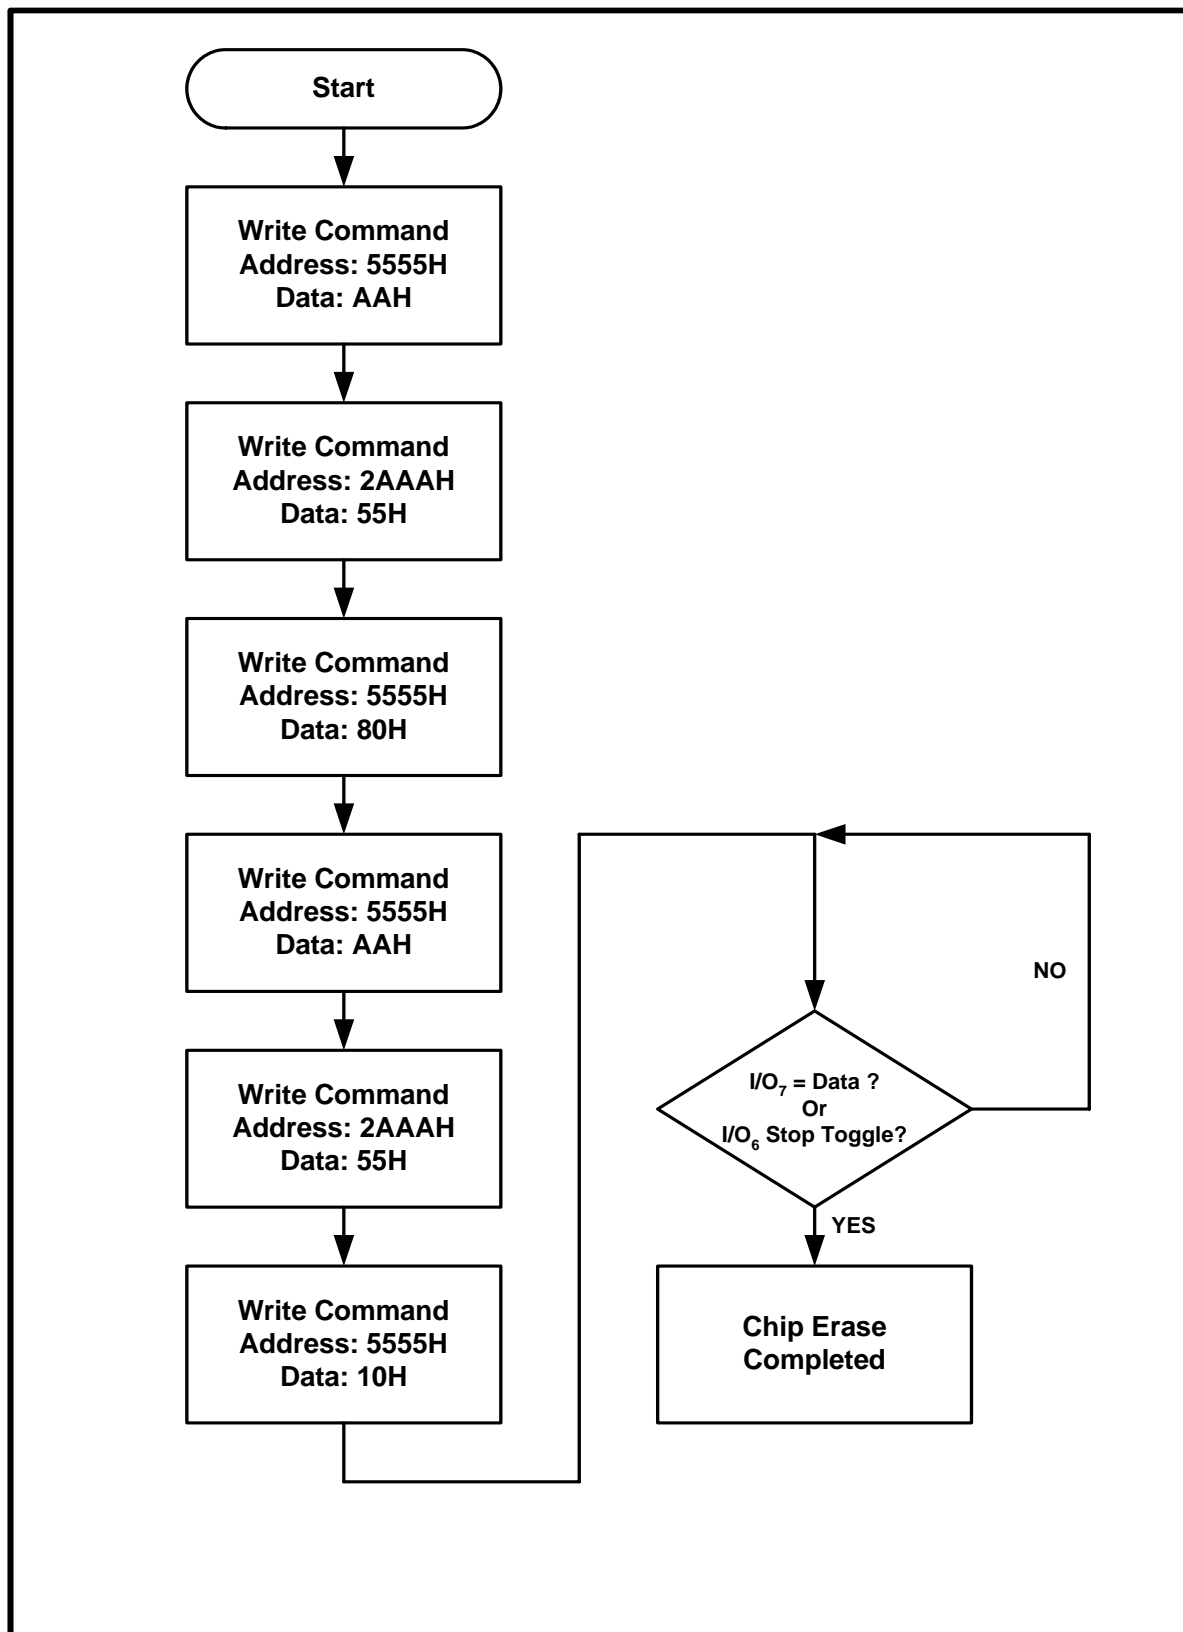 Start
Write Command
Address: 5555H
Data: AAH
Write Command
Address: 2AAAH
Data: 55H
Write Command
Address: 5555H
Data: 80H
Write Command
Address: 5555H
Data: AAH
Write Command
Address: 2AAAH
Data: 55H
Write Command
Address: 5555H
Data: 10H
NO
I/O₇ = Data ?
Or
I/O₆ Stop Toggle?
YES
Chip Erase
Completed